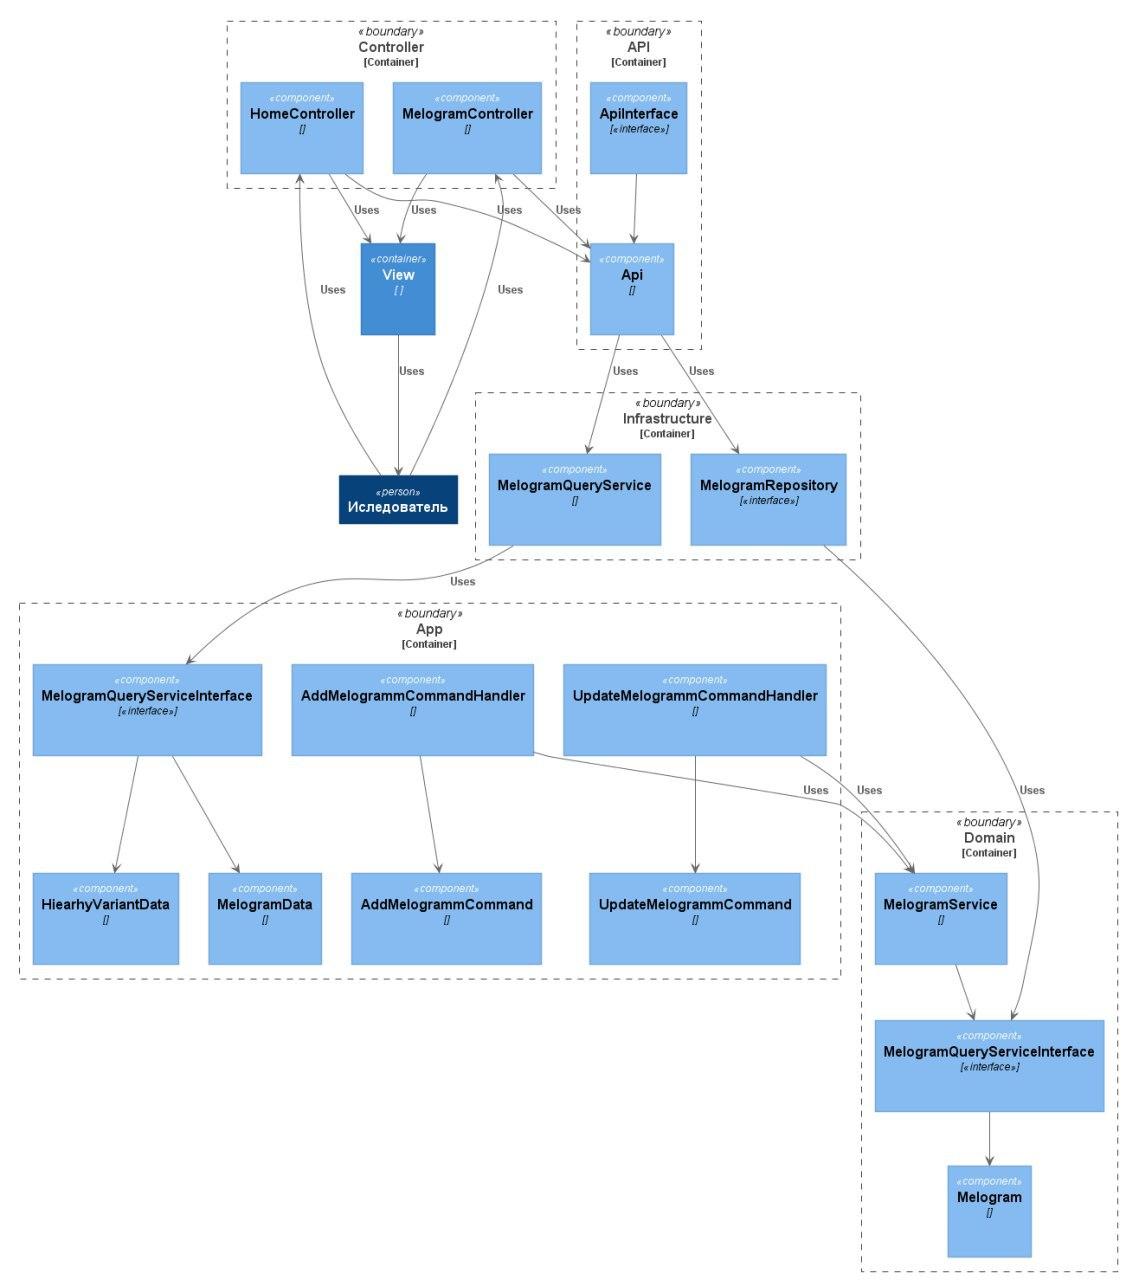 «boundary»
Controller
[Container]
«boundary»
API
[Container]
«component»
HomeController
[]
«component»
MelogramController
[]
«component»
ApiInterface
[«interface»]
Uses
Uses
Uses
Uses
«container»
View
[ ]
«component»
Api
[]
Uses
Uses
Uses
Uses
Uses
«boundary»
Infrastructure
[Container]
«component»
MelogramQueryService
[]
«component»
MelogramRepository
[«interface»]
«person»
Иследователь
Uses
«boundary»
App
[Container]
«component»
MelogramQueryServiceInterface
[«interface»]
«component»
AddMelogrammCommandHandler
[]
«component»
UpdateMelogrammCommandHandler
[]
Uses
Uses
Uses
«boundary»
Domain
[Container]
«component»
HiearhyVariantData
[]
«component»
MelogramData
[]
«component»
AddMelogrammCommand
[]
«component»
UpdateMelogrammCommand
[]
«component»
MelogramService
[]
«component»
MelogramQueryServiceInterface
[«interface»]
«component»
Melogram
[]